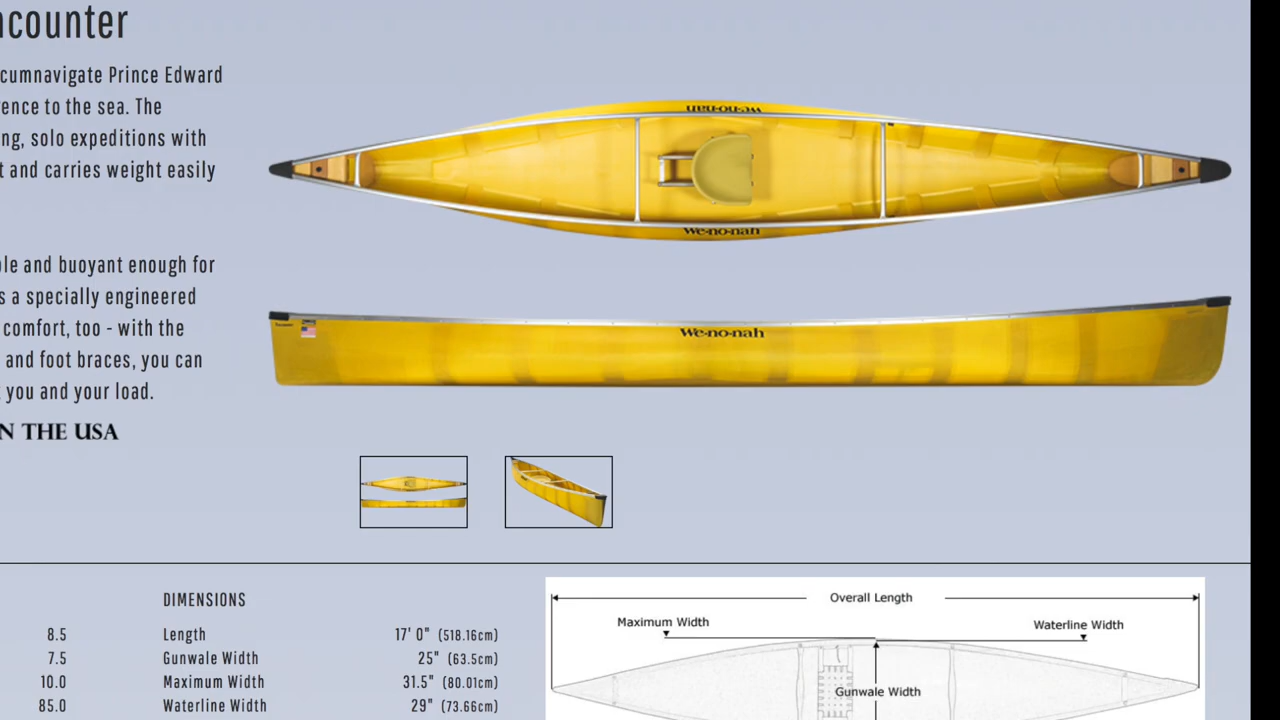 ncounter
cumnavigate Prince Edward
ence to the sea. The
ng, solo expeditions with
t and carries weight easily
ple and buoyant enough for
s a specially engineered
comfort, too - with the
and foot braces, you can
you and your load.
N THE USA
We-no-nah
We-no-nah
We-no-nah
DIMENSIONS
8.5 Length 17' 0" (518.16cm)
7.5 Gunwale Width 25" (63.5cm)
10.0 Maximum Width 31.5" (80.01cm)
85.0 Waterline Width 29" (73.66cm)
Overall Length
Maximum Width
Waterline Width
Gunwale Width